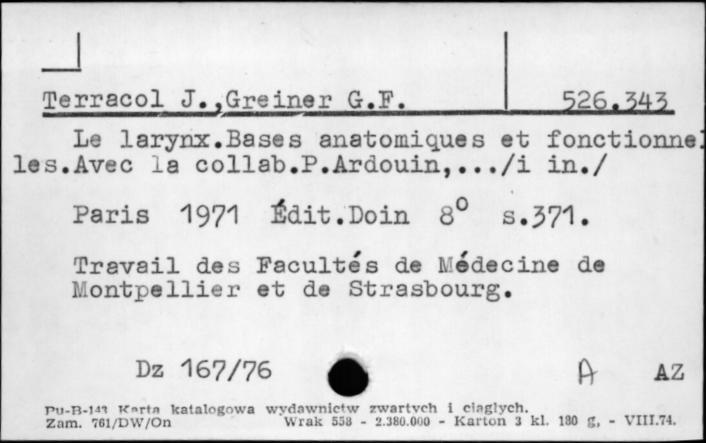 Terracol J.,Greiner G.F. 526.343
Le larynx.Bases anatomiques et fonctionnel
les.Avec la collab.P.Ardouin,.../i in./
Paris 1971 Édit.Doin 8° s.371.
Travail des Facultés de Médecine de
Montpellier et de Strasbourg.
Dz 167/76 A AZ
Pu-B-143 Karta katalogowa wydawnictw zwartych i ciągłych.
Zam. 761/DW/On Wrak 558 - 2.380.000 - Karton 3 kl. 180 g, - VIII.74.